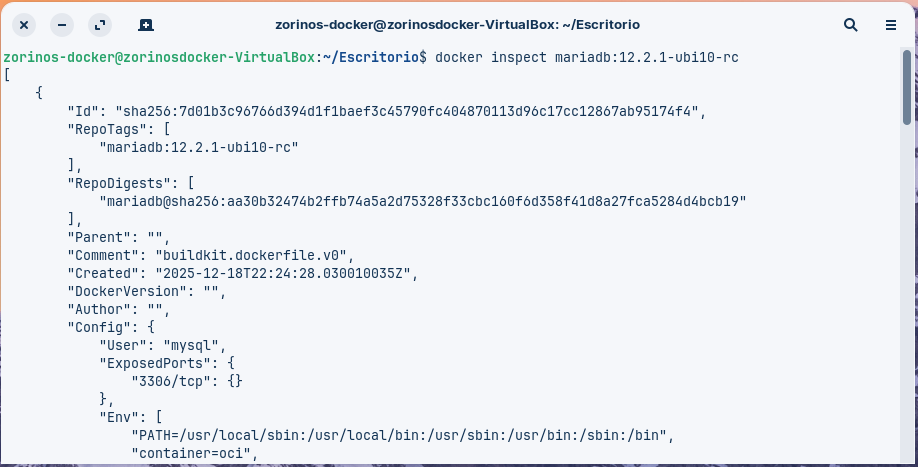 zorinos-docker@zorinosdocker-VirtualBox: ~/Escritorio
zorinos-docker@zorinosdocker-VirtualBox:~/Escritorio$ docker inspect mariadb:12.2.1-ubi10-rc
[
    {
        "Id": "sha256:7d01b3c96766d394d1f1baef3c45790fc404870113d96c17cc12867ab95174f4",
        "RepoTags": [
            "mariadb:12.2.1-ubi10-rc"
        ],
        "RepoDigests": [
            "mariadb@sha256:aa30b32474b2ffb74a5a2d75328f33cbc160f6d358f41d8a27fca5284d4bcb19"
        ],
        "Parent": "",
        "Comment": "buildkit.dockerfile.v0",
        "Created": "2025-12-18T22:24:28.030010035Z",
        "DockerVersion": "",
        "Author": "",
        "Config": {
            "User": "mysql",
            "ExposedPorts": {
                "3306/tcp": {}
            },
            "Env": [
                "PATH=/usr/local/sbin:/usr/local/bin:/usr/sbin:/usr/bin:/sbin:/bin",
                "container=oci",